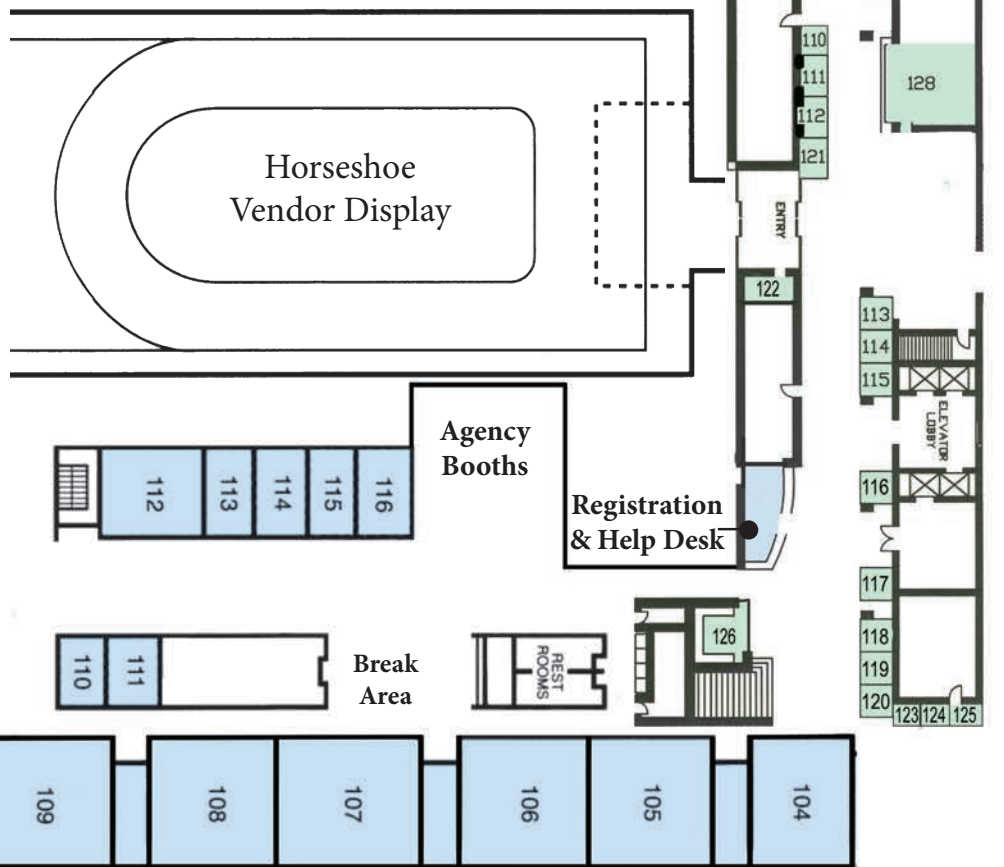 110
111
112
121
128
Horseshoe
Vendor Display
ENTRY
122
113
114
115
ELEVATOR
LOBBY
116
Agency
Booths
112
113
114
115
116
Registration
& Help Desk
117
118
119
120
123
124
125
126
110
111
Break
Area
REST
ROOMS
109
108
107
106
105
104